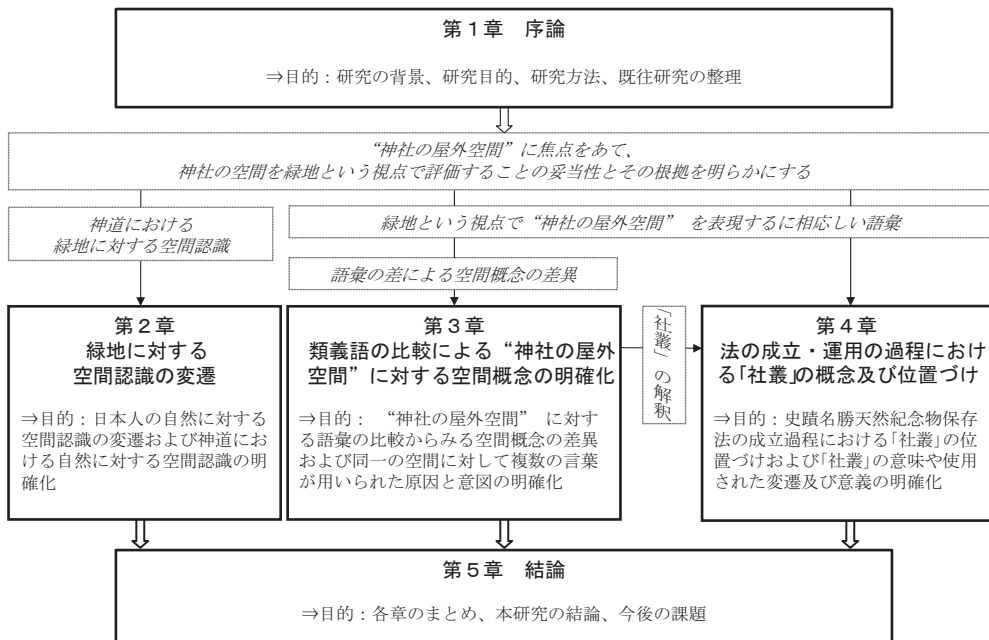 第1章　序論
⇒目的：研究の背景、研究目的、研究方法、既往研究の整理
“神社の屋外空間”に焦点をあて、
神社の空間を緑地という視点で評価することの妥当性とその根拠を明らかにする
神道における
緑地に対する空間認識
緑地という視点で“神社の屋外空間” を表現するに相応しい語彙
語彙の差による空間概念の差異
第２章
緑地に対する
空間認識の変遷
⇒目的：日本人の自然に対する
空間認識の変遷および神道にお
ける自然に対する空間認識の明
確化
第３章
類義語の比較による“神社の屋外
空間”に対する空間概念の明確化
⇒目的： “神社の屋外空間” に対す
る語彙の比較からみる空間概念の差異
および同一の空間に対して複数の言葉
が用いられた原因と意図の明確化
「社叢」の解釈
第４章
法の成立・運用の過程におけ
る「社叢」の概念及び位置づけ
⇒目的：史蹟名勝天然紀念物保存
法の成立過程における「社叢」の位
置づけおよび「社叢」の意味や使用
された変遷及び意義の明確化
第５章　結論
⇒目的：各章のまとめ、本研究の結論、今後の課題